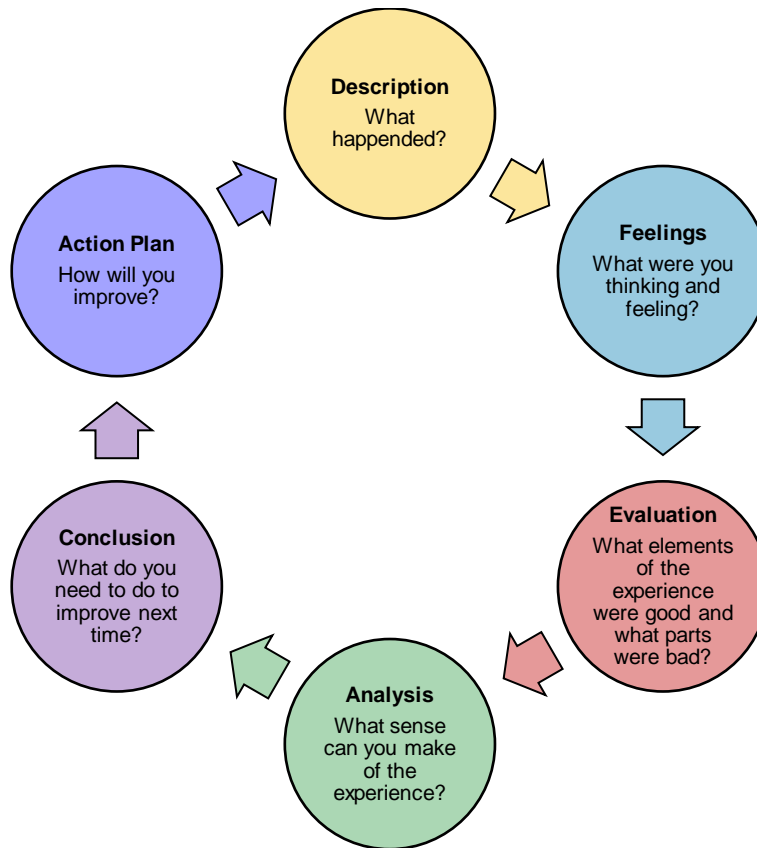 Description
What
happended?
Feelings
What were you
thinking and
feeling?
Evaluation
What elements
of the
experience
were good and
what parts
were bad?
Analysis
What sense
can you make
of the
experience?
Conclusion
What do you
need to do to
improve next
time?
Action Plan
How will you
improve?